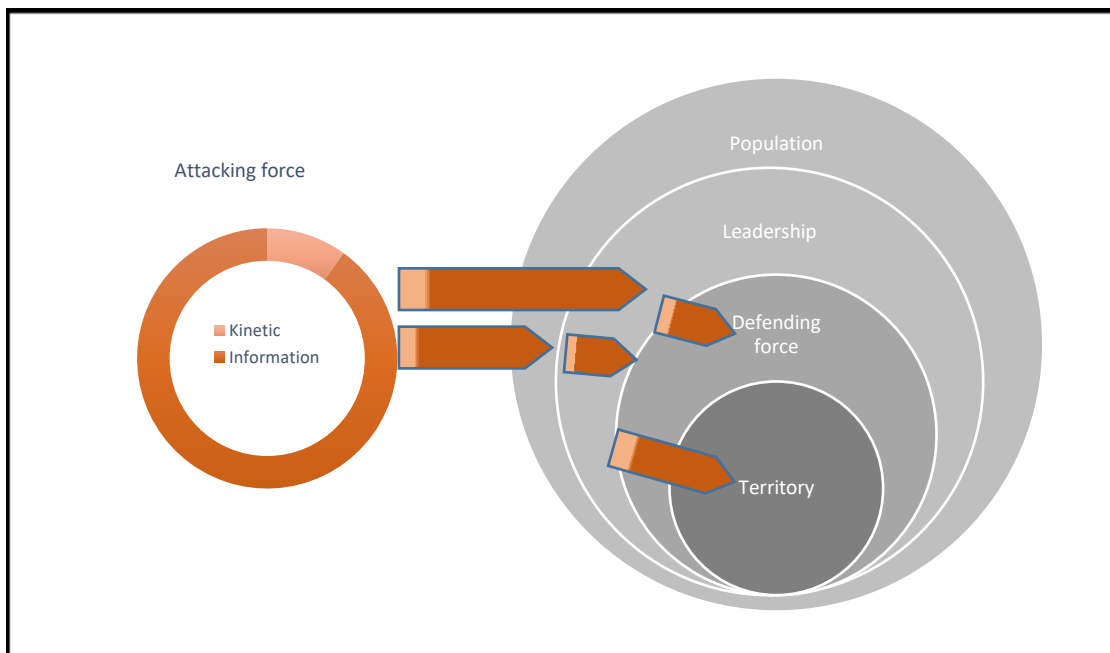 Attacking force
Kinetic
Information
Population
Leadership
Defending
force
Territory